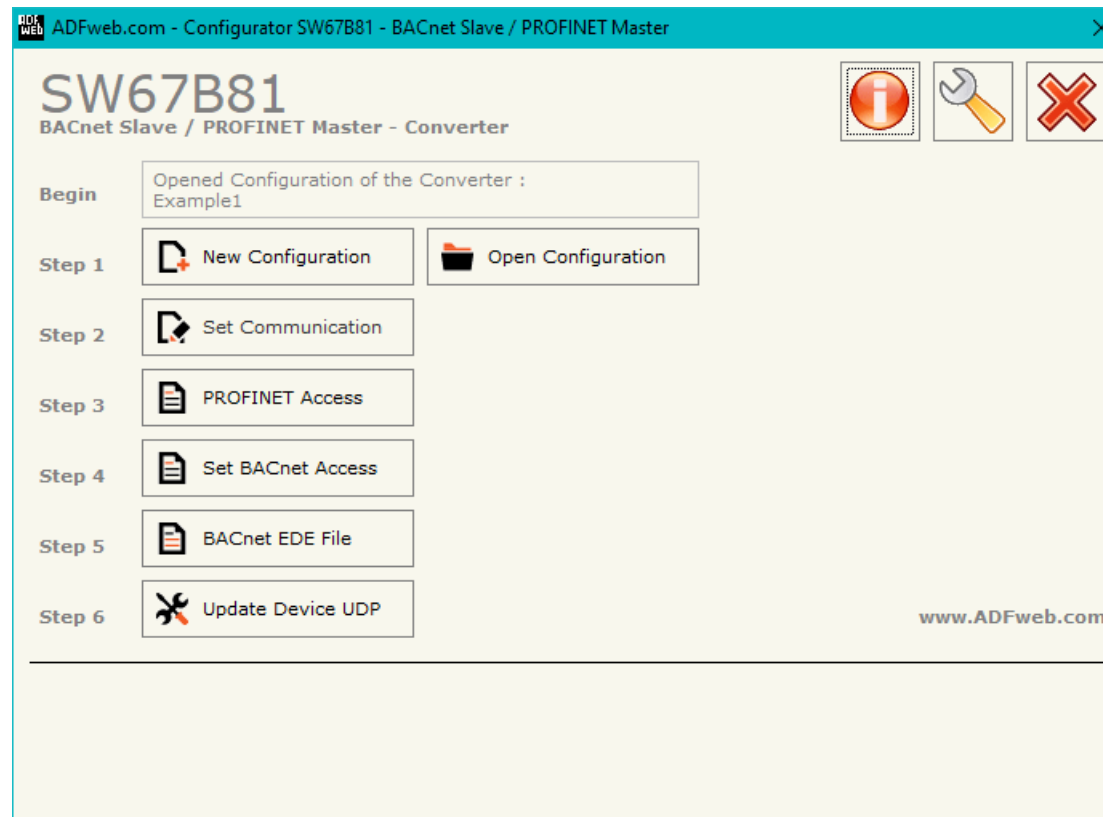 ADF WEB ADFweb.com - Configurator SW67B81 - BACnet Slave / PROFINET Master
SW67B81
BACnet Slave / PROFINET Master - Converter
Begin
Opened Configuration of the Converter :
Example1
Step 1
New Configuration
Open Configuration
Step 2
Set Communication
Step 3
PROFINET Access
Step 4
Set BACnet Access
Step 5
BACnet EDE File
Step 6
Update Device UDP
www.ADFweb.com